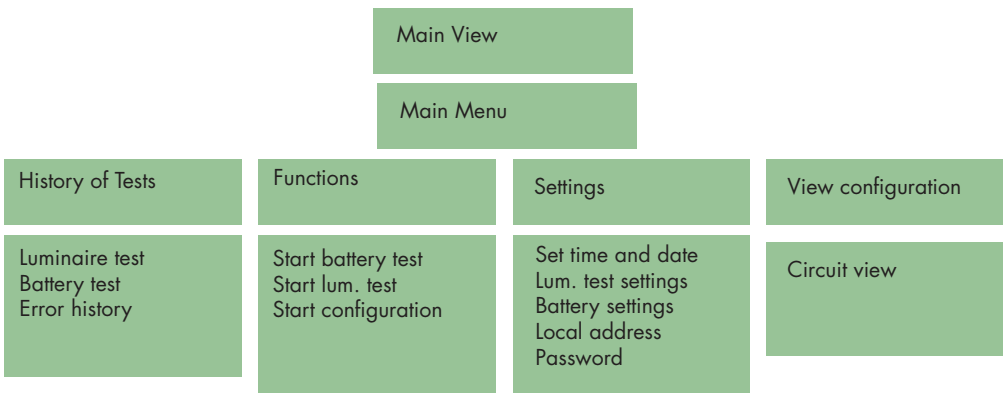 Main View
Main Menu
History of Tests
Functions
Settings
View configuration
Luminaire test
Battery test
Error history
Start battery test
Start lum. test
Start configuration
Set time and date
Lum. test settings
Battery settings
Local address
Password
Circuit view